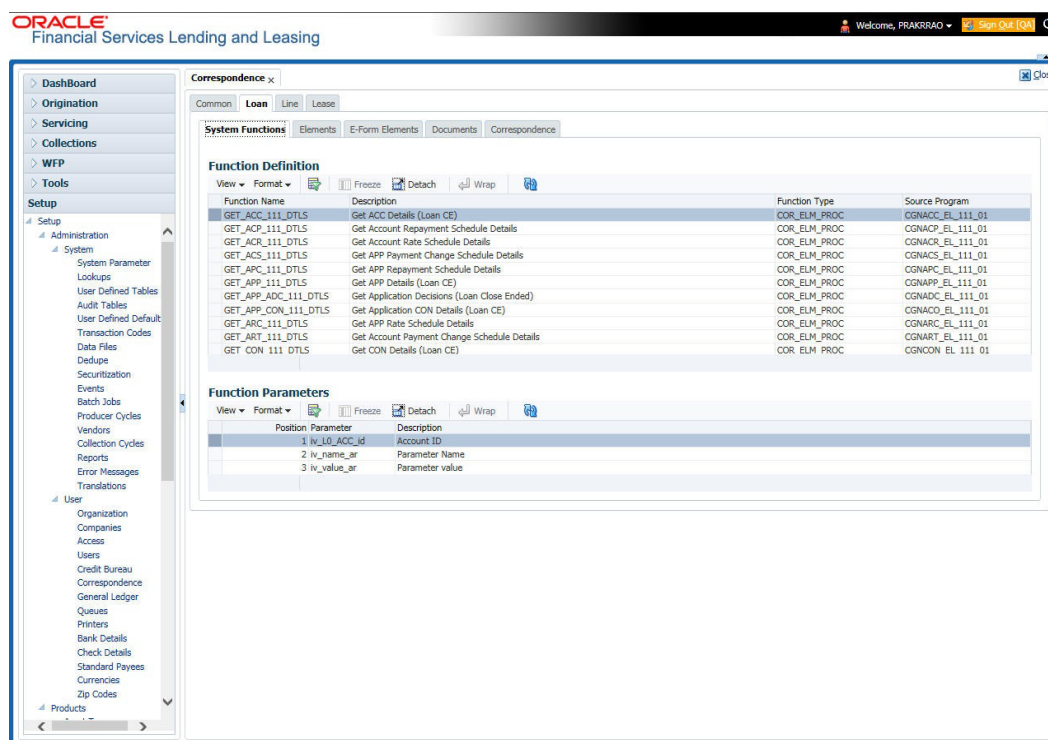 ORACLE
Financial Services Lending and Leasing
Welcome, PRAKRRAO
Sign Out [QA]
DashBoard
Origination
Servicing
Collections
WFP
Tools
Setup
Setup
Administration
System
System Parameter
Lookups
User Defined Tables
Audit Tables
User Defined Default
Transaction Codes
Data Files
Dedupe
Securitization
Events
Batch Jobs
Producer Cycles
Vendors
Collection Cycles
Reports
Error Messages
Translations
User
Organization
Companies
Access
Users
Credit Bureau
Correspondence
General Ledger
Queues
Printers
Bank Details
Check Details
Standard Payees
Currencies
Zip Codes
Products
Correspondence
Clos
Common Loan Line Lease
System Functions Elements E-Form Elements Documents Correspondence
Function Definition
View Format Freeze Detach Wrap
Function Name Description Function Type Source Program
GET_ACC_111_DTLS Get ACC Details (Loan CE) COR_ELM_PROC CGNACC_EL_111_01
GET_ACP_111_DTLS Get Account Repayment Schedule Details COR_ELM_PROC CGNACP_EL_111_01
GET_ACR_111_DTLS Get Account Rate Schedule Details COR_ELM_PROC CGNACR_EL_111_01
GET_ACS_111_DTLS Get APP Payment Change Schedule Details COR_ELM_PROC CGNACS_EL_111_01
GET_APC_111_DTLS Get APP Repayment Schedule Details COR_ELM_PROC CGNAPC_EL_111_01
GET_APP_111_DTLS Get APP Details (Loan CE) COR_ELM_PROC CGNAPP_EL_111_01
GET_APP_ADC_111_DTLS Get Application Decisions (Loan Close Ended) COR_ELM_PROC CGNADC_EL_111_01
GET_APP_CON_111_DTLS Get Application CON Details (Loan CE) COR_ELM_PROC CGNACO_EL_111_01
GET_ARC_111_DTLS Get APP Rate Schedule Details COR_ELM_PROC CGNARC_EL_111_01
GET_ART_111_DTLS Get Account Payment Change Schedule Details COR_ELM_PROC CGNART_EL_111_01
GET_CON_111_DTLS Get CON Details (Loan CE) COR_ELM_PROC CGNCON_EL_111_01
Function Parameters
View Format Freeze Detach Wrap
Position Parameter Description
1 iv_L0_ACC_id Account ID
2 iv_name_ar Parameter Name
3 iv_value_ar Parameter value